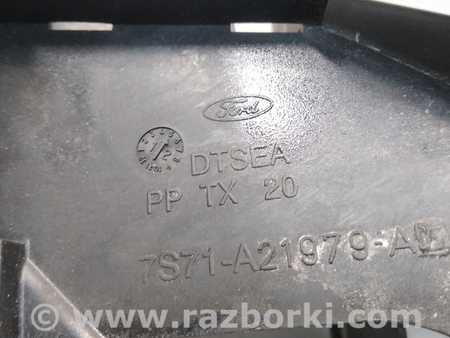 Ford
DTSEA
PP TX 20
7S71-A21979-A
www.razborki.com